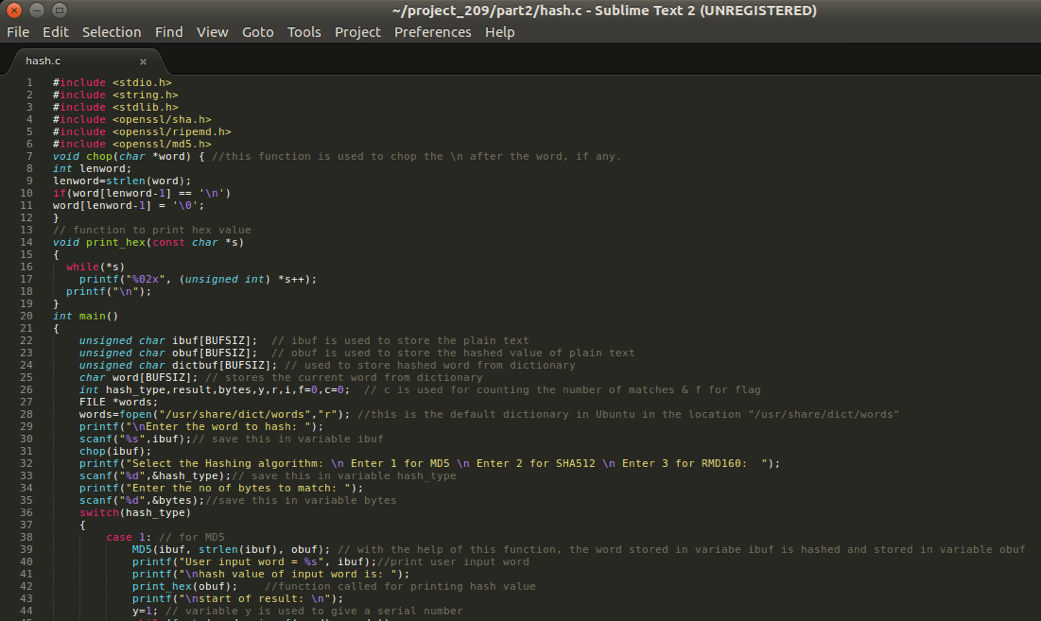 ~/project_209/part2/hash.c - Sublime Text 2 (UNREGISTERED)
File Edit Selection Find View Goto Tools Project Preferences Help
hash.c ×
1 #include <stdio.h>
2 #include <string.h>
3 #include <stdlib.h>
4 #include <openssl/sha.h>
5 #include <openssl/ripemd.h>
6 #include <openssl/md5.h>
7 void chop(char *word) { //this function is used to chop the \n after the word, if any.
8 int lenword;
9 lenword=strlen(word);
10 if(word[lenword-1] == '\n')
11 word[lenword-1] = '\0';
12 }
13 // function to print hex value
14 void print_hex(const char *s)
15 {
16   while(*s)
17     printf("%02x", (unsigned int) *s++);
18   printf("\n");
19 }
20 int main()
21 {
22     unsigned char ibuf[BUFSIZ];  // ibuf is used to store the plain text
23     unsigned char obuf[BUFSIZ];  // obuf is used to store the hashed value of plain text
24     unsigned char dictbuf[BUFSIZ]; // used to store hashed word from dictionary
25     char word[BUFSIZ]; // stores the current word from dictionary
26     int hash_type,result,bytes,y,r,i,f=0,c=0;  // c is used for counting the number of matches & f for flag
27     FILE *words;
28     words=fopen("/usr/share/dict/words","r"); //this is the default dictionary in Ubuntu in the location "/usr/share/dict/words"
29     printf("\nEnter the word to hash: ");
30     scanf("%s",ibuf);// save this in variable ibuf
31     chop(ibuf);
32     printf("Select the Hashing algorithm: \n Enter 1 for MD5 \n Enter 2 for SHA512 \n Enter 3 for RMD160:  ");
33     scanf("%d",&hash_type);// save this in variable hash_type
34     printf("Enter the no of bytes to match: ");
35     scanf("%d",&bytes);//save this in variable bytes
36     switch(hash_type)
37     {
38         case 1: // for MD5
39             MD5(ibuf, strlen(ibuf), obuf); // with the help of this function, the word stored in variabe ibuf is hashed and stored in variable obuf
40             printf("User input word = %s", ibuf);//print user input word
41             printf("\nhash value of input word is: ");
42             print_hex(obuf);    //function called for printing hash value
43             printf("\nstart of result: \n");
44             y=1; // variable y is used to give a serial number